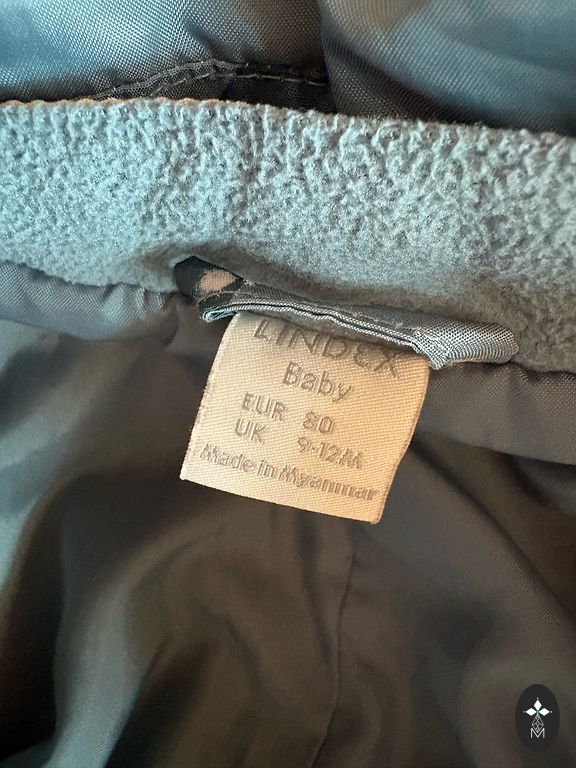 LINDEX
Baby
EUR 80
UK 9-12M
Made in Myanmar
M